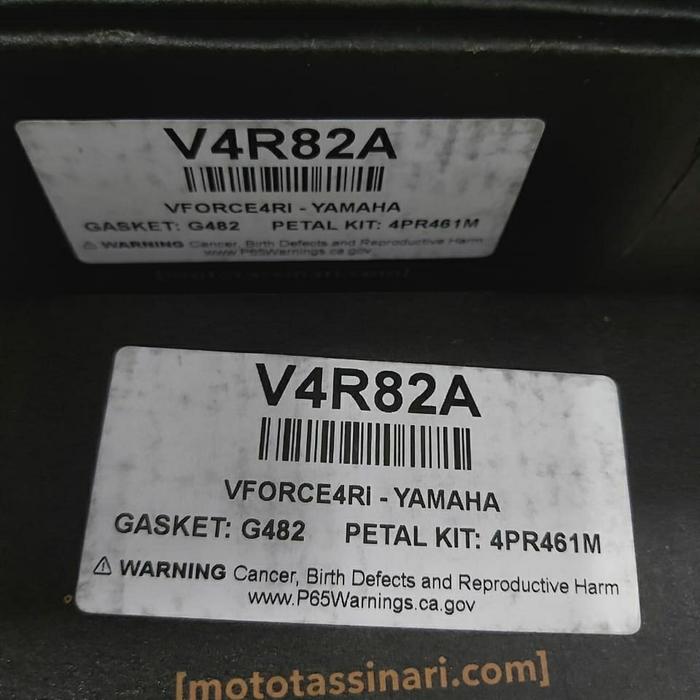 V4R82A
VFORCE4RI - YAMAHA
GASKET: G482 PETAL KIT: 4PR461M
⚠ WARNING Cancer, Birth Defects and Reproductive Harm
www.P65Warnings.ca.gov
[mototassinari.com]
V4R82A
VFORCE4RI - YAMAHA
GASKET: G482 PETAL KIT: 4PR461M
⚠ WARNING Cancer, Birth Defects and Reproductive Harm
www.P65Warnings.ca.gov
[mototassinari.com]